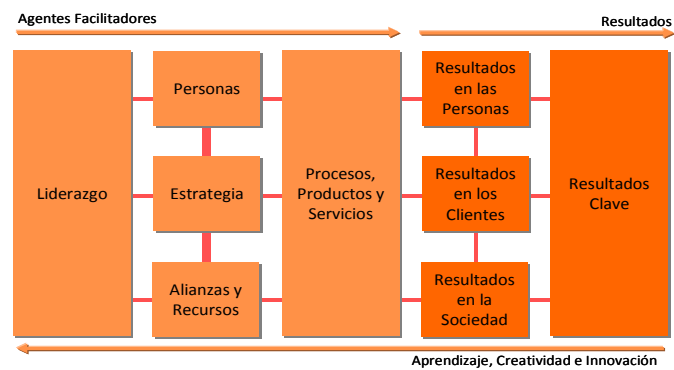 Agentes Facilitadores
Resultados
Liderazgo
Personas
Estrategia
Alianzas y
Recursos
Procesos,
Productos y
Servicios
Resultados
en las
Personas
Resultados
en los
Clientes
Resultados
en la
Sociedad
Resultados
Clave
Aprendizaje, Creatividad e Innovación